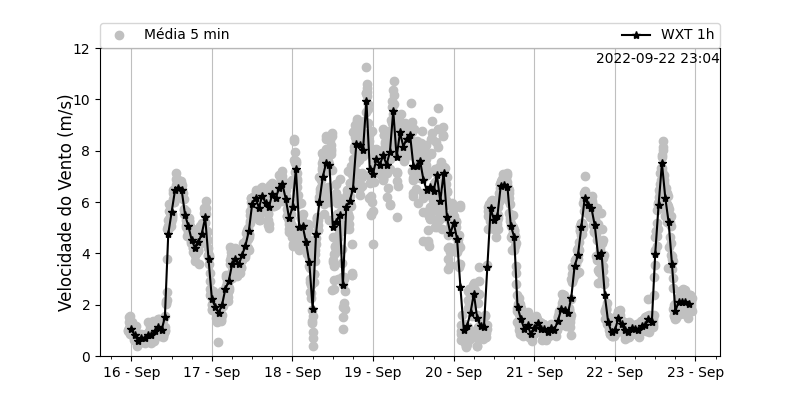 Média 5 min
WXT 1h
2022-09-22 23:04
Velocidade do Vento (m/s)
12
10
8
6
4
2
0
16 - Sep
17 - Sep
18 - Sep
19 - Sep
20 - Sep
21 - Sep
22 - Sep
23 - Sep